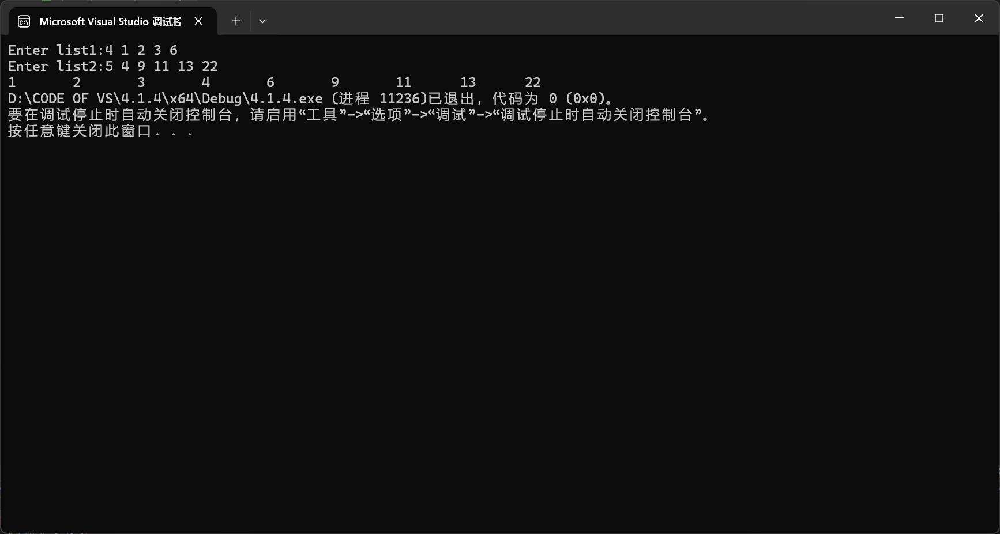 Microsoft Visual Studio 调试控
Enter list1:4 1 2 3 6
Enter list2:5 4 9 11 13 22
1 2 3 4 6 9 11 13 22
D:\CODE OF VS\4.1.4\x64\Debug\4.1.4.exe (进程 11236)已退出，代码为 0 (0x0)。
要在调试停止时自动关闭控制台，请启用“工具”->“选项”->“调试”->“调试停止时自动关闭控制台”。
按任意键关闭此窗口. . .